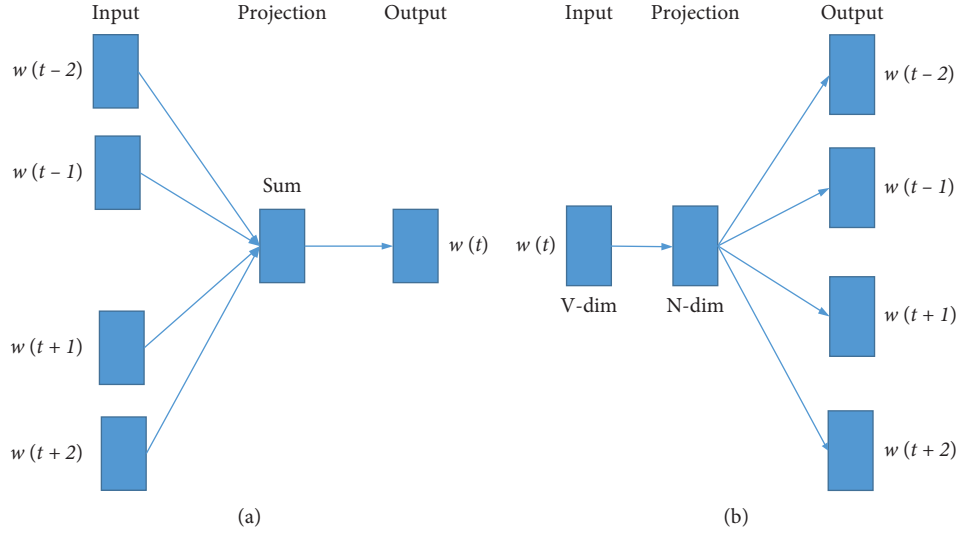 Input Projection Output
w (t – 2)
w (t – 1)
Sum
w (t)
w (t + 1)
w (t + 2)
(a)
Input Projection Output
w (t – 2)
w (t – 1)
w (t)
V-dim N-dim
w (t + 1)
w (t + 2)
(b)